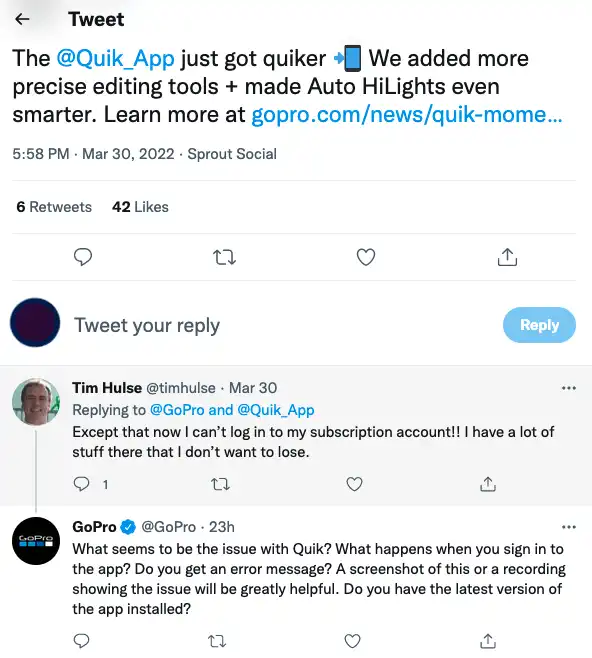 Tweet
The @Quik_App just got quiker 📲 We added more
precise editing tools + made Auto HiLights even
smarter. Learn more at gopro.com/news/quik-mome...
5:58 PM · Mar 30, 2022 · Sprout Social
6 Retweets 42 Likes
Tweet your reply
Reply
Tim Hulse @timhulse · Mar 30
Replying to @GoPro and @Quik_App
Except that now I can’t log in to my subscription account!! I have a lot of
stuff there that I don’t want to lose.
1
GoPro
GoPro @GoPro · 23h
What seems to be the issue with Quik? What happens when you sign in to
the app? Do you get an error message? A screenshot of this or a recording
showing the issue will be greatly helpful. Do you have the latest version of
the app installed?